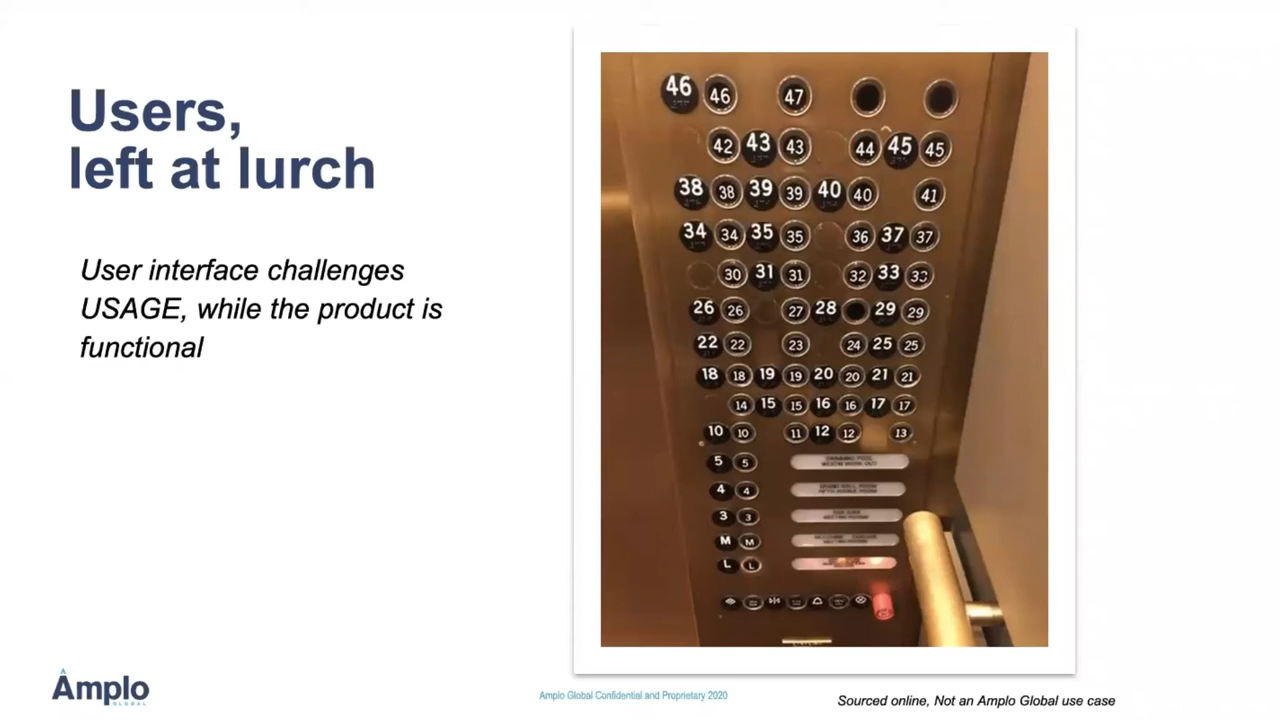 Users,
left at lurch
User interface challenges
USAGE, while the product is
functional
46 46 47
42 43 43 44 45 45
38 38 39 39 40 40 41
34 34 35 35 36 37 37
30 31 31 32 33 33
26 26 27 28 29 29
22 22 23 24 25 25
18 18 19 19 20 20 21 21
14 15 15 16 16 17 17
10 10 11 12 12 13
5 5
4 4
3 3
M M
L L
Amplo
GLOBAL
Amplo Global Confidential and Proprietary 2020
Sourced online, Not an Amplo Global use case